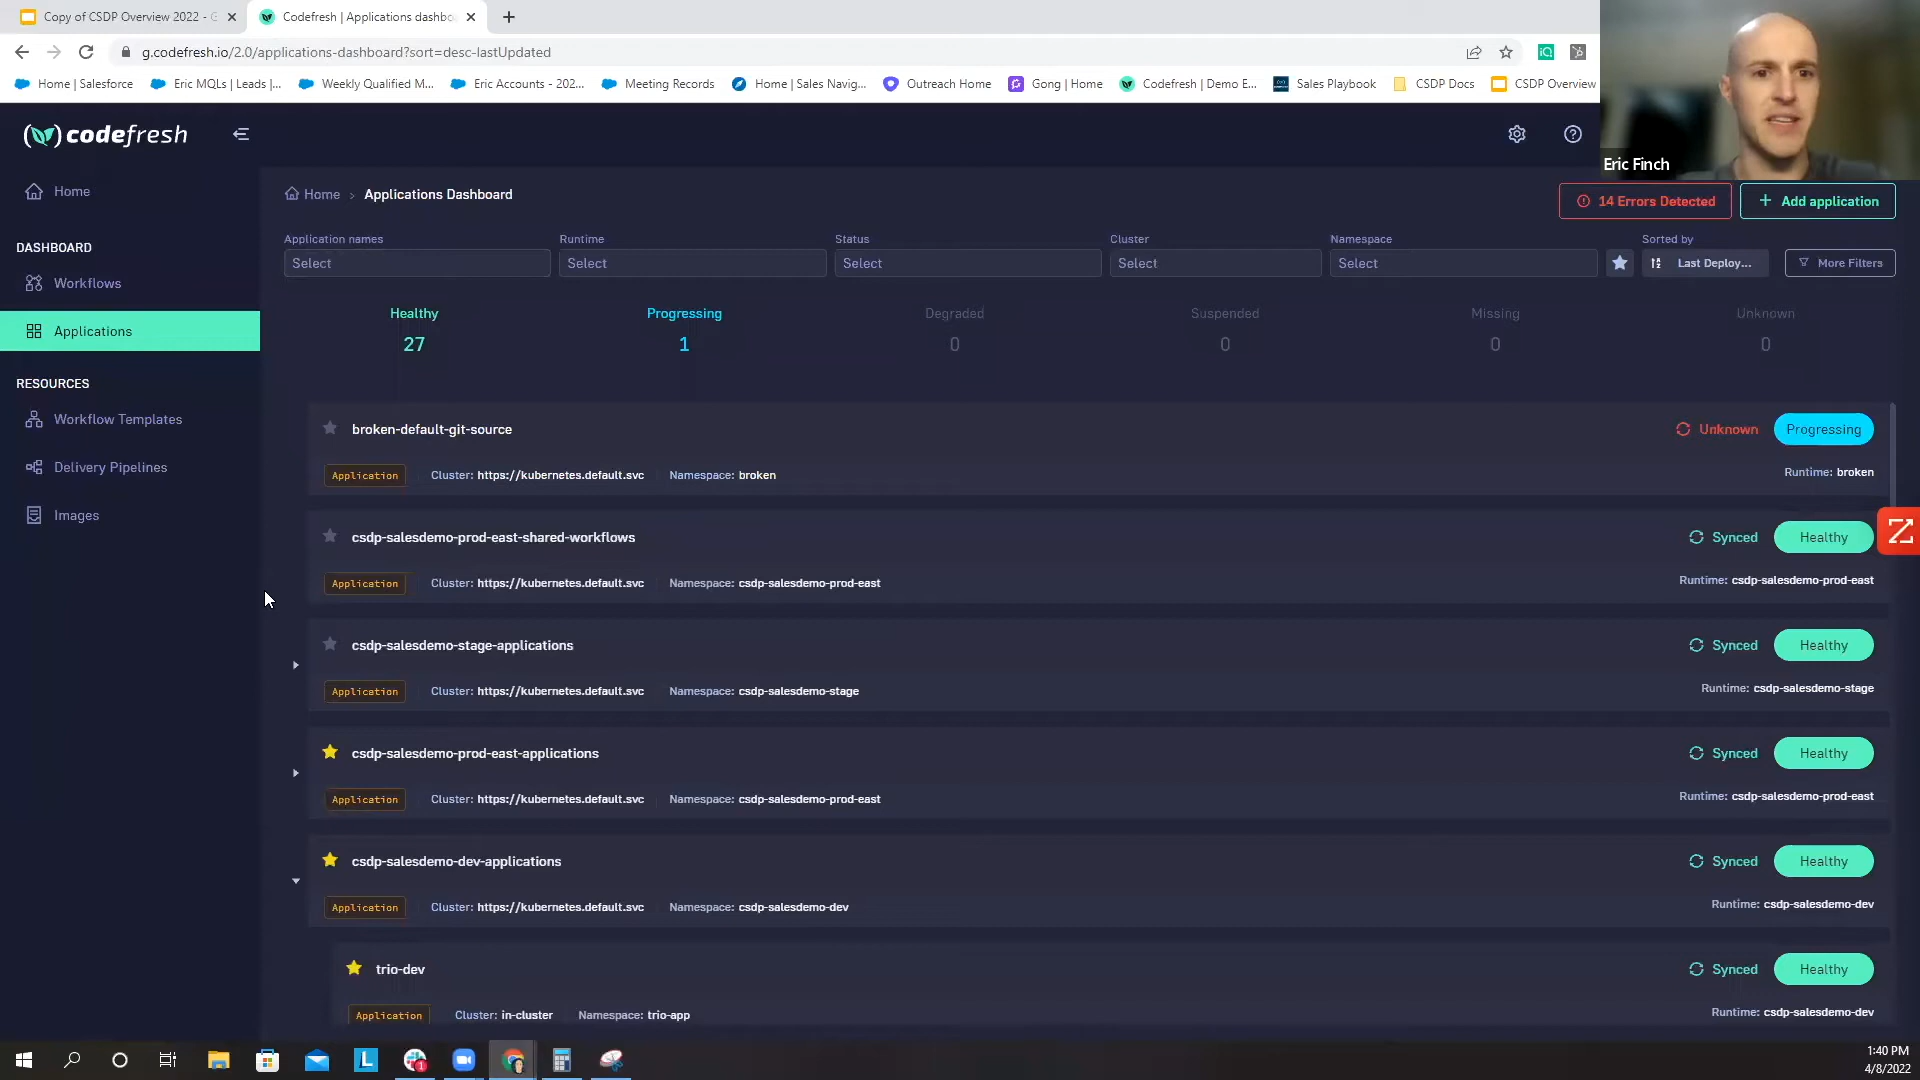 Copy of CSDP Overview 2022 - G
Codefresh | Applications dashbo
g.codefresh.io/2.0/applications-dashboard?sort=desc-lastUpdated
Home | Salesforce
Eric MQLs | Leads |...
Weekly Qualified M...
Eric Accounts - 202...
Meeting Records
Home | Sales Navig...
Outreach Home
Gong | Home
Codefresh | Demo E...
Sales Playbook
CSDP Docs
CSDP Overview
Eric Finch
codefresh
Home
DASHBOARD
Workflows
Applications
RESOURCES
Workflow Templates
Delivery Pipelines
Images
Home > Applications Dashboard
14 Errors Detected
+ Add application
Application names
Select
Runtime
Select
Status
Select
Cluster
Select
Namespace
Select
Sorted by
Last Deploy...
More Filters
Healthy
27
Progressing
1
Degraded
0
Suspended
0
Missing
0
Unknown
0
broken-default-git-source
Unknown
Progressing
Application
Cluster: https://kubernetes.default.svc
Namespace: broken
Runtime: broken
csdp-salesdemo-prod-east-shared-workflows
Synced
Healthy
Application
Cluster: https://kubernetes.default.svc
Namespace: csdp-salesdemo-prod-east
Runtime: csdp-salesdemo-prod-east
csdp-salesdemo-stage-applications
Synced
Healthy
Application
Cluster: https://kubernetes.default.svc
Namespace: csdp-salesdemo-stage
Runtime: csdp-salesdemo-stage
csdp-salesdemo-prod-east-applications
Synced
Healthy
Application
Cluster: https://kubernetes.default.svc
Namespace: csdp-salesdemo-prod-east
Runtime: csdp-salesdemo-prod-east
csdp-salesdemo-dev-applications
Synced
Healthy
Application
Cluster: https://kubernetes.default.svc
Namespace: csdp-salesdemo-dev
Runtime: csdp-salesdemo-dev
trio-dev
Synced
Healthy
Application
Cluster: in-cluster
Namespace: trio-app
Runtime: csdp-salesdemo-dev
L
1
1:40 PM
4/8/2022